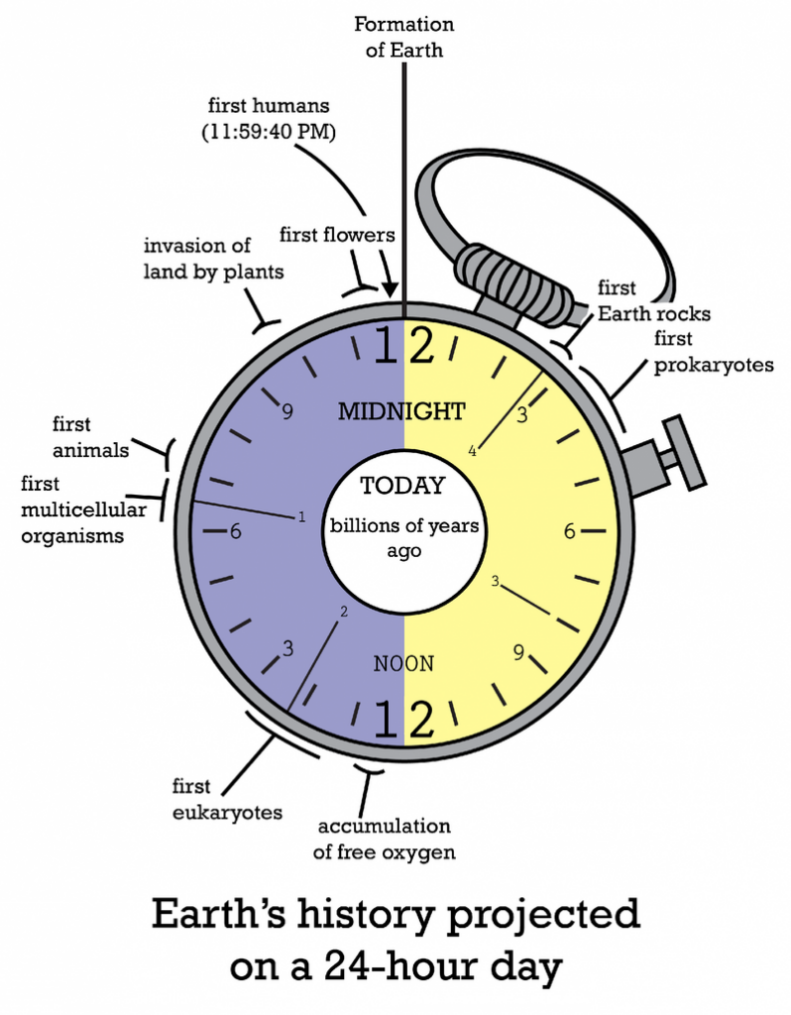 Formation
of Earth
first humans
(11:59:40 PM)
first flowers
invasion of
land by plants
first
Earth rocks
first
prokaryotes
12
9
MIDNIGHT
3
4
first
animals
first
multicellular
organisms
TODAY
billions of years
ago
1
6
6
3
2
3
NOON
9
12
first
eukaryotes
accumulation
of free oxygen
Earth's history projected
on a 24-hour day